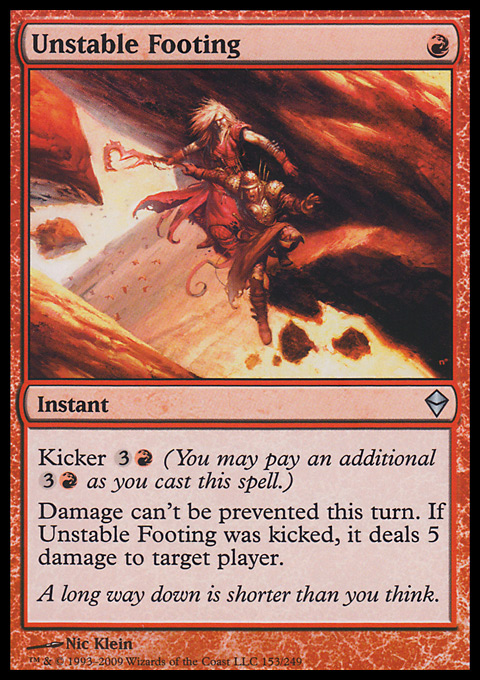 Unstable Footing
Instant
Kicker 3 (You may pay an additional
3 as you cast this spell.)
Damage can't be prevented this turn. If
Unstable Footing was kicked, it deals 5
damage to target player.
A long way down is shorter than you think.
Nic Klein
™ & © 1993–2009 Wizards of the Coast LLC 153/249